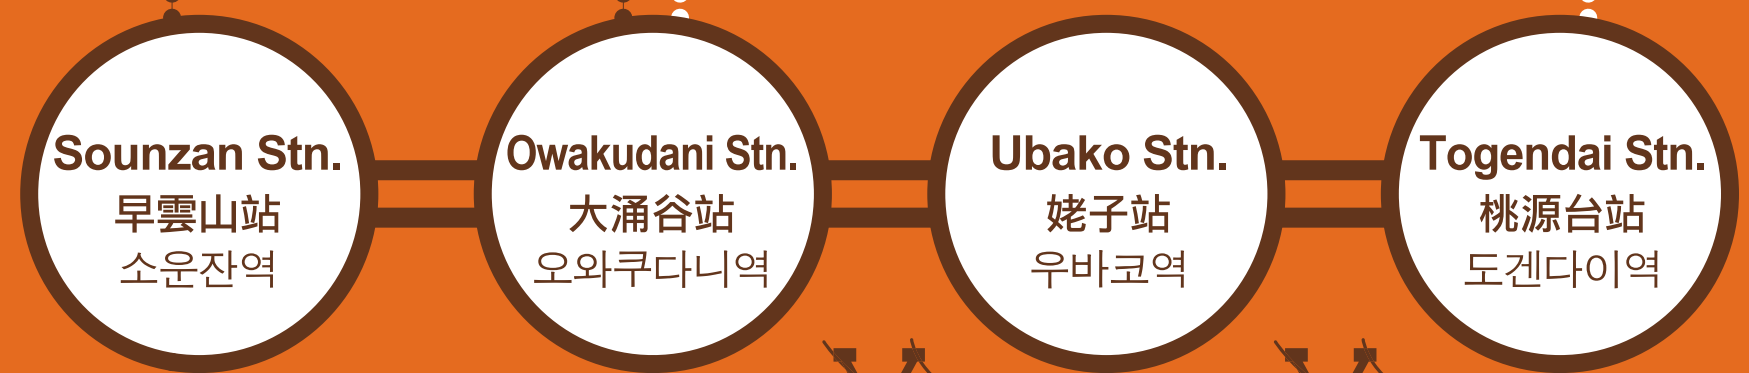 Sounzan Stn.
早雲山站
소운잔역
Owakudani Stn.
大涌谷站
오와쿠다니역
Ubako Stn.
姥子站
우바코역
Togendai Stn.
桃源台站
도겐다이역